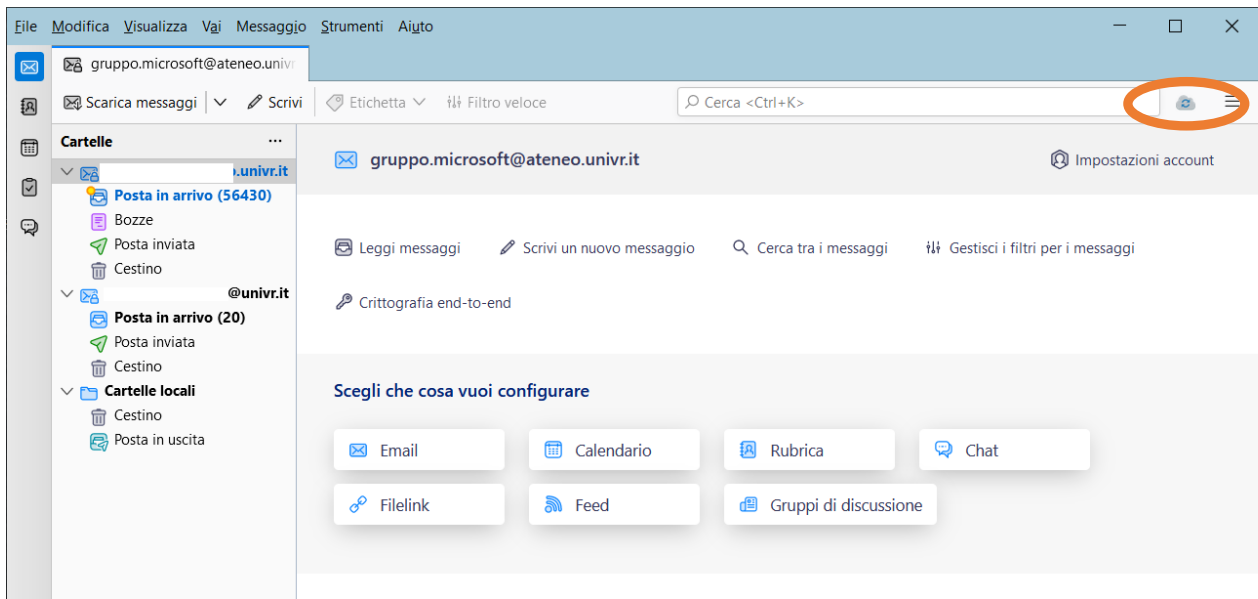 File Modifica Visualizza Vai Messaggio Strumenti Aiuto
gruppo.microsoft@ateneo.univr
Scarica messaggi Scrivi Etichetta Filtro veloce Cerca <Ctrl+K>
Cartelle
gruppo.microsoft@ateneo.univr.it Impostazioni account
.univr.it
Posta in arrivo (56430)
Bozze
Posta inviata
Cestino
@univr.it
Posta in arrivo (20)
Posta inviata
Cestino
Cartelle locali
Cestino
Posta in uscita
Leggi messaggi Scrivi un nuovo messaggio Cerca tra i messaggi Gestisci i filtri per i messaggi
Crittografia end-to-end
Scegli che cosa vuoi configurare
Email Calendario Rubrica Chat
Filelink Feed Gruppi di discussione